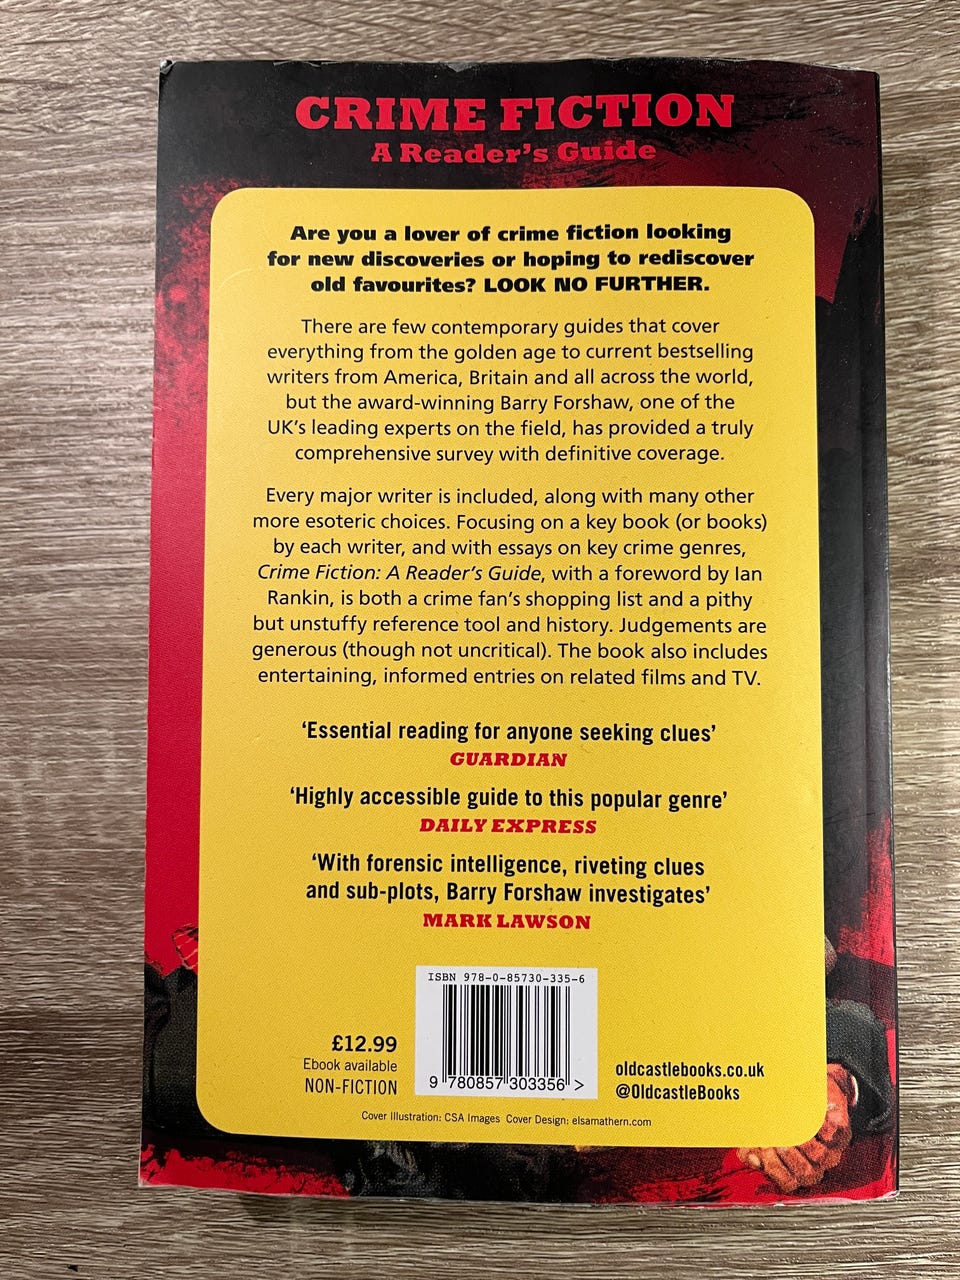 CRIME FICTION
A Reader's Guide
Are you a lover of crime fiction looking
for new discoveries or hoping to rediscover
old favourites? LOOK NO FURTHER.
There are few contemporary guides that cover
everything from the golden age to current bestselling
writers from America, Britain and all across the world,
but the award-winning Barry Forshaw, one of the
UK's leading experts on the field, has provided a truly
comprehensive survey with definitive coverage.
Every major writer is included, along with many other
more esoteric choices. Focusing on a key book (or books)
by each writer, and with essays on key crime genres,
Crime Fiction: A Reader's Guide, with a foreword by Ian
Rankin, is both a crime fan's shopping list and a pithy
but unstuffy reference tool and history. Judgements are
generous (though not uncritical). The book also includes
entertaining, informed entries on related films and TV.
‘Essential reading for anyone seeking clues’
GUARDIAN
‘Highly accessible guide to this popular genre’
DAILY EXPRESS
‘With forensic intelligence, riveting clues
and sub-plots, Barry Forshaw investigates’
MARK LAWSON
ISBN 978-0-85730-335-6
9 780857 303356 >
£12.99
Ebook available
NON-FICTION
oldcastlebooks.co.uk
@OldcastleBooks
Cover Illustration: CSA Images Cover Design: elsamathern.com